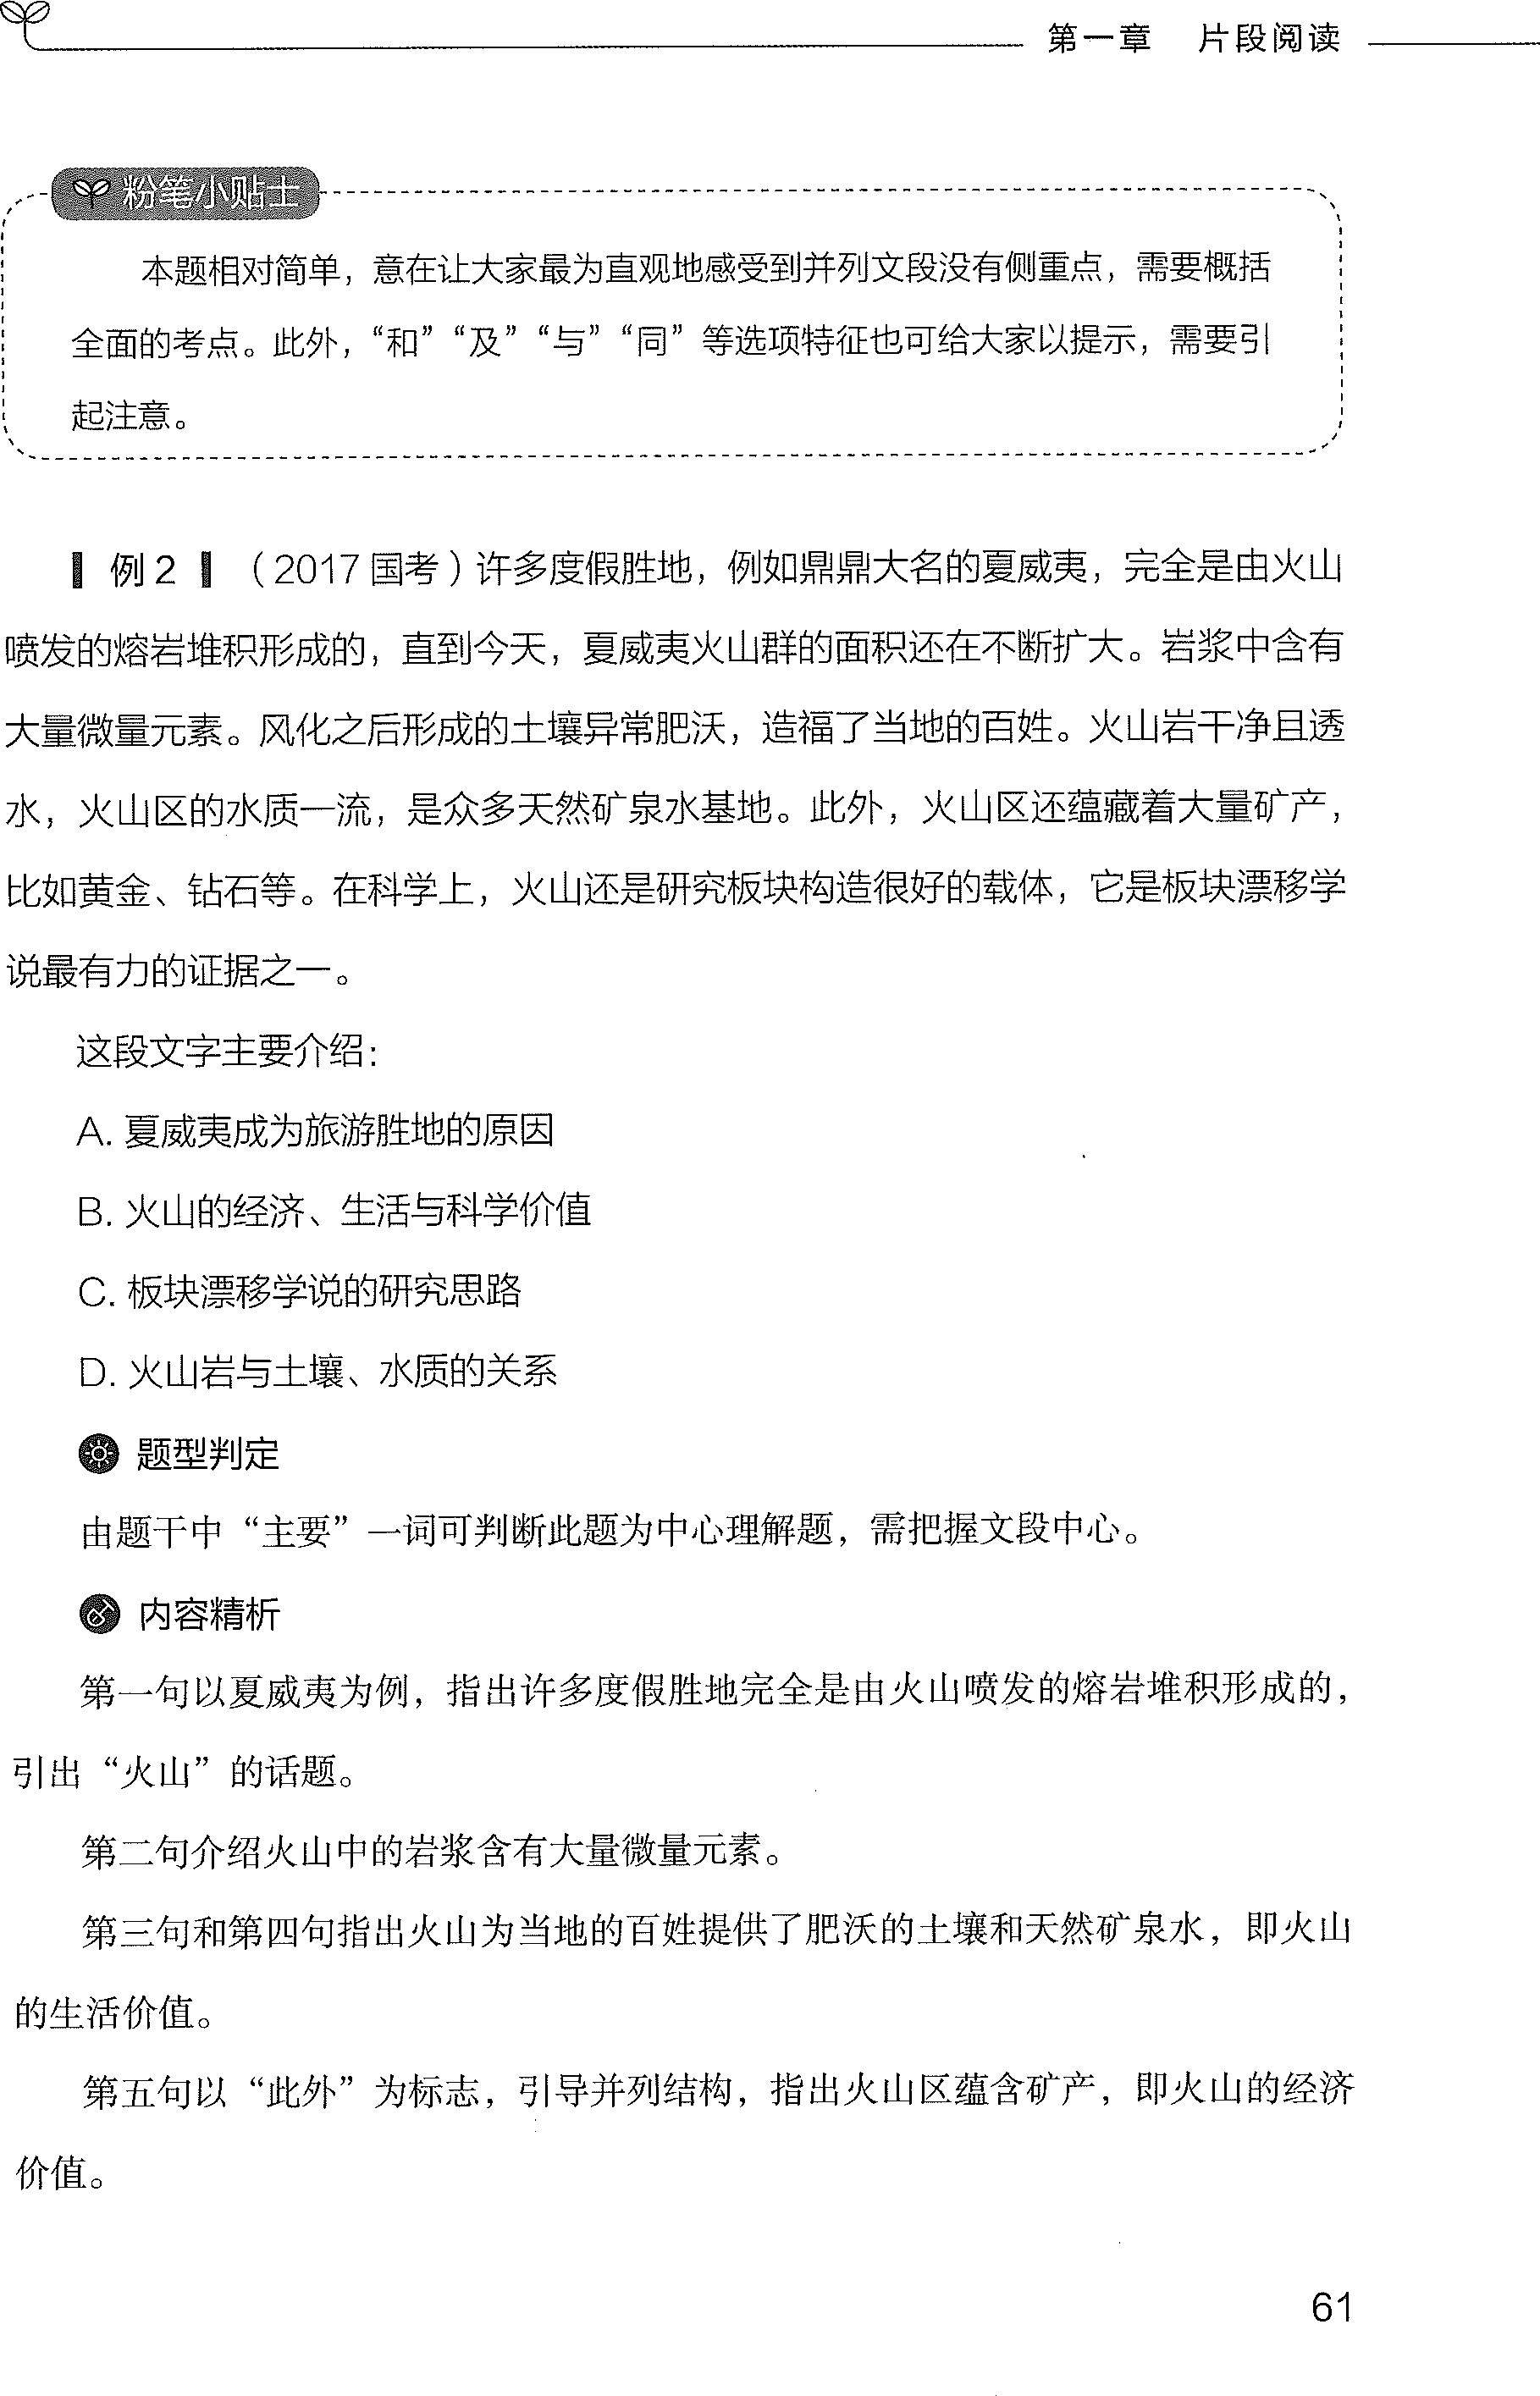 第一章 片段阅读
粉笔小贴士
本题相对简单，意在让大家最为直观地感受到并列文段没有侧重点，需要概括
全面的考点。此外，“和”“及”“与”“同”等选项特征也可给大家以提示，需要引
起注意。
例2 （2017国考）许多度假胜地，例如鼎鼎大名的夏威夷，完全是由火山
喷发的熔岩堆积形成的，直到今天，夏威夷火山群的面积还在不断扩大。岩浆中含有
大量微量元素。风化之后形成的土壤异常肥沃，造福了当地的百姓。火山岩干净且透
水，火山区的水质一流，是众多天然矿泉水基地。此外，火山区还蕴藏着大量矿产，
比如黄金、钻石等。在科学上，火山还是研究板块构造很好的载体，它是板块漂移学
说最有力的证据之一。
这段文字主要介绍：
A. 夏威夷成为旅游胜地的原因
B. 火山的经济、生活与科学价值
C. 板块漂移学说的研究思路
D. 火山岩与土壤、水质的关系
题型判定
由题干中“主要”一词可判断此题为中心理解题，需把握文段中心。
内容精析
第一句以夏威夷为例，指出许多度假胜地完全是由火山喷发的熔岩堆积形成的，
引出“火山”的话题。
第二句介绍火山中的岩浆含有大量微量元素。
第三句和第四句指出火山为当地的百姓提供了肥沃的土壤和天然矿泉水，即火山
的生活价值。
第五句以“此外”为标志，引导并列结构，指出火山区蕴含矿产，即火山的经济
价值。
61